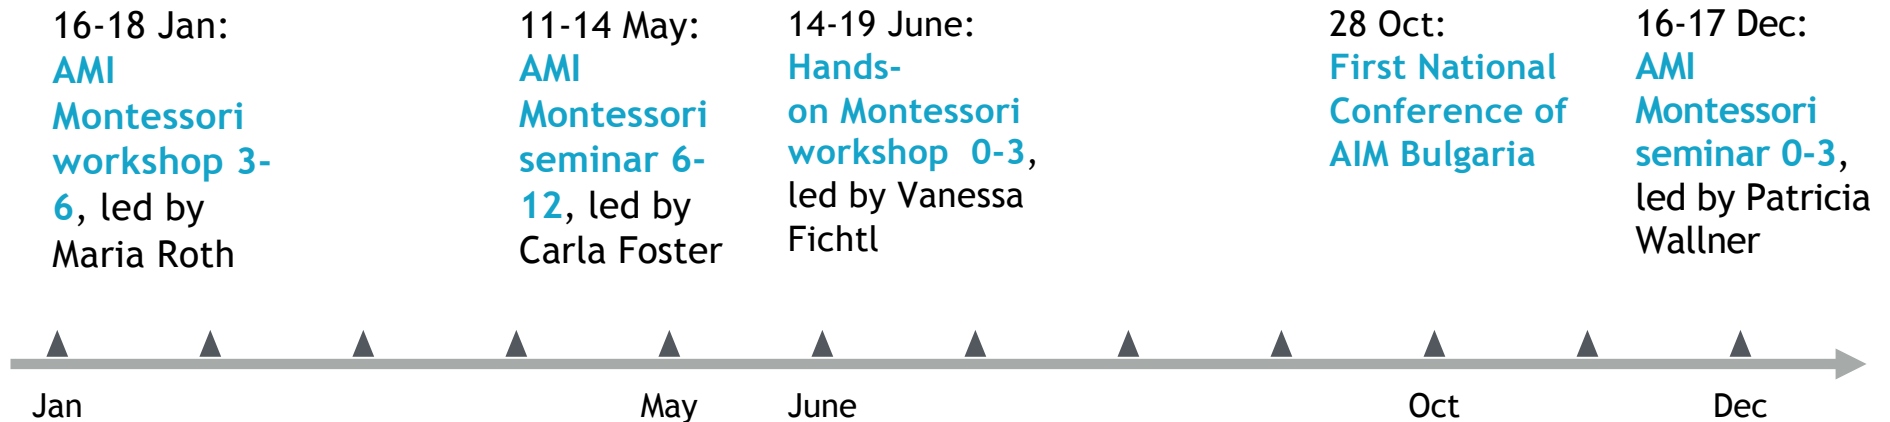 16-18 Jan:
AMI
Montessori
workshop 3-
6, led by
Maria Roth
11-14 May:
AMI
Montessori
seminar 6-
12, led by
Carla Foster
14-19 June:
Hands-
on Montessori
workshop  0-3,
led by Vanessa
Fichtl
28 Oct:
First National
Conference of
AIM Bulgaria
16-17 Dec:
AMI
Montessori
seminar 0-3,
led by Patricia
Wallner
Jan
May
June
Oct
Dec